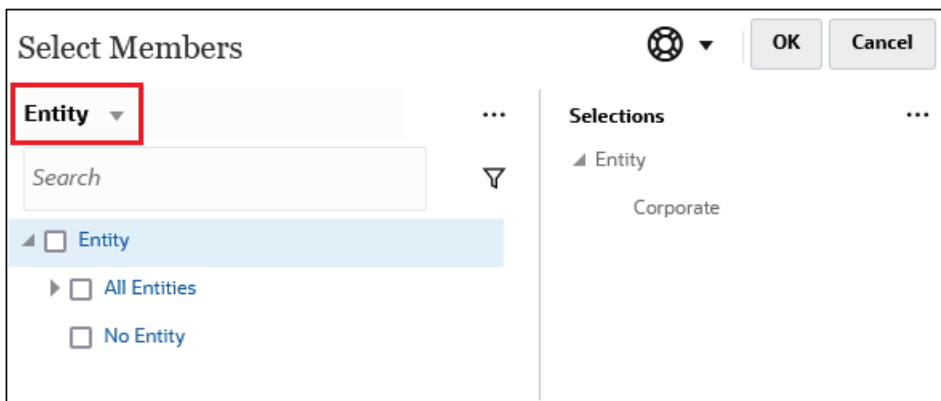 Select Members
OK
Cancel
Entity
Search
Entity
All Entities
No Entity
Selections
Entity
Corporate